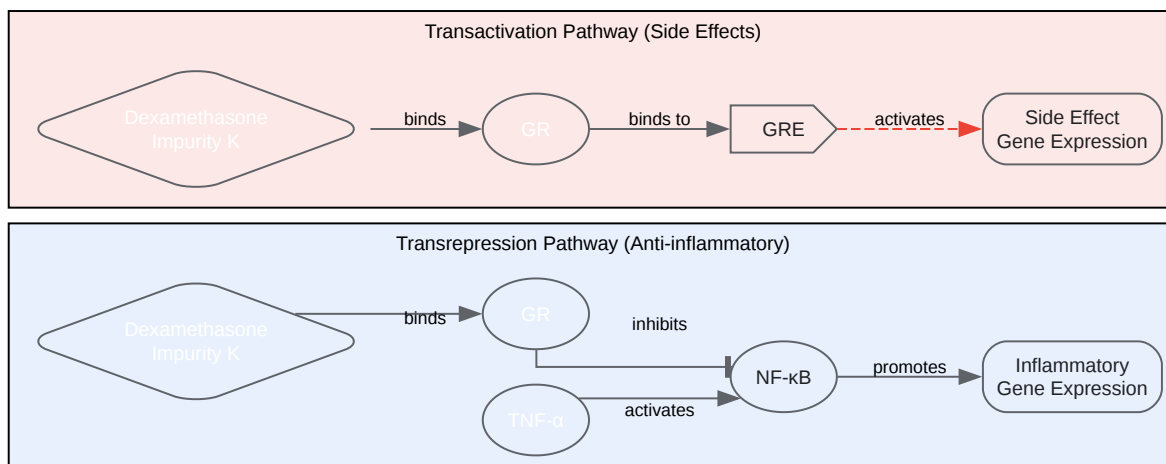 Transactivation Pathway (Side Effects)
Dexamethasone
Impurity K
binds
GR
binds to
GRE
activates
Side Effect
Gene Expression
Transrepression Pathway (Anti-inflammatory)
Dexamethasone
Impurity K
binds
GR
inhibits
TNF-α
activates
NF-κB
promotes
Inflammatory
Gene Expression